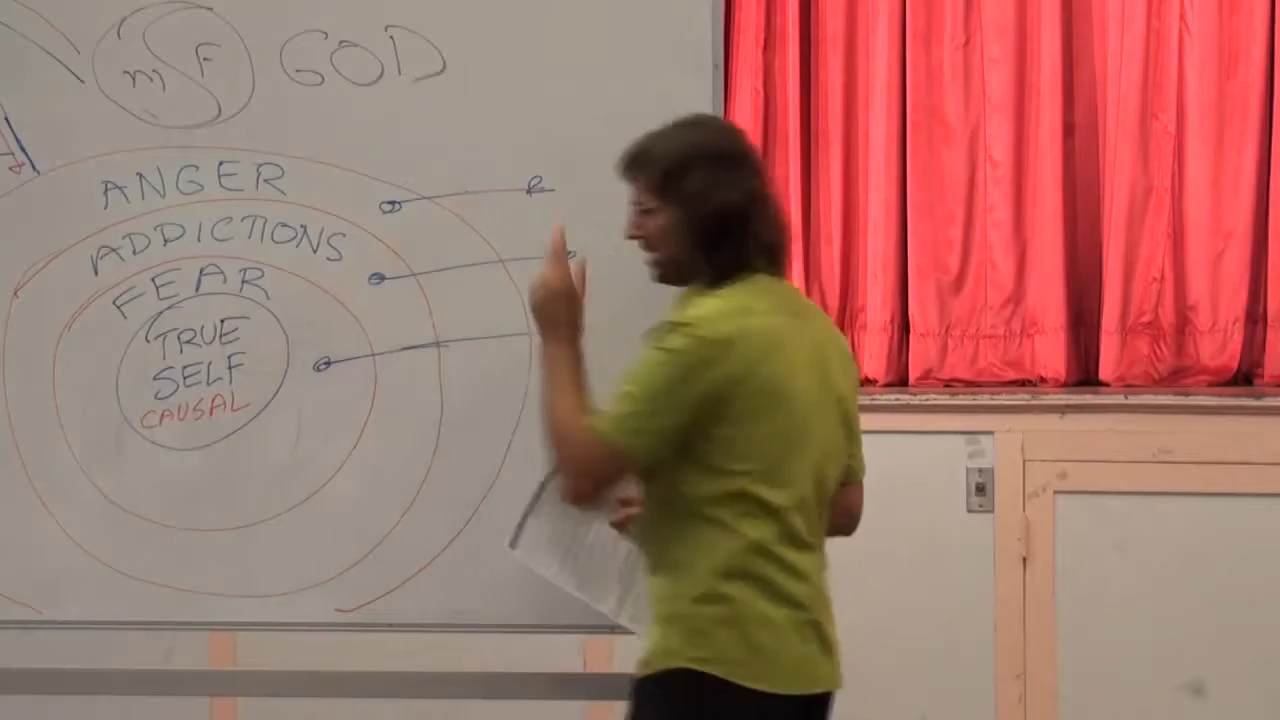 m F GOD
ANGER
ADDICTIONS
FEAR
TRUE
SELF
CAUSAL